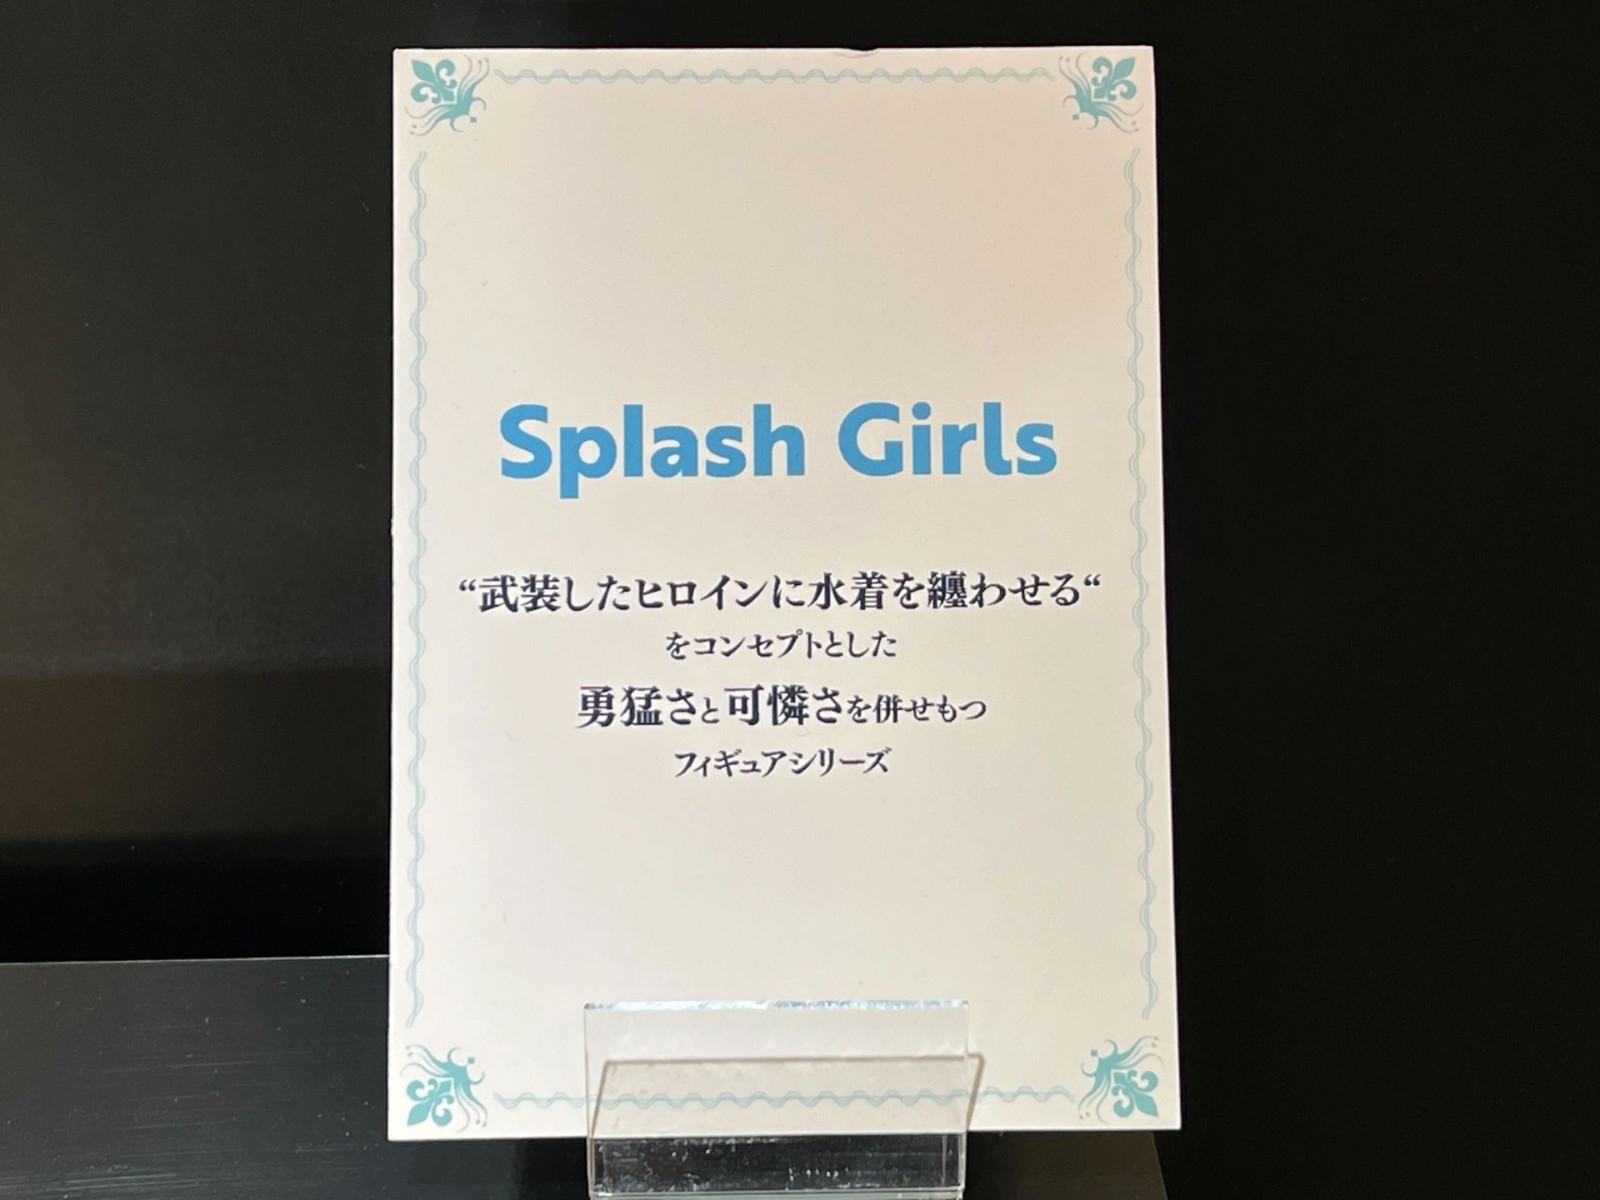 Splash Girls
“武装したヒロインに水着を纏わせる“
をコンセプトとした
勇猛さと可憐さを併せもつ
フィギュアシリーズ